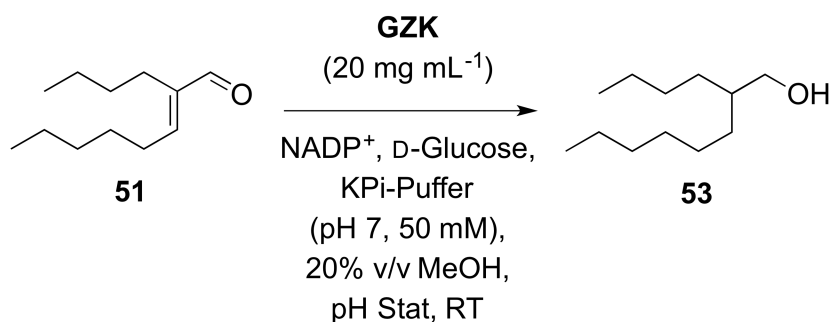 GZK
(20 mg mL-1)
O
OH
NADP+, D-Glucose,
KPi-Puffer
(pH 7, 50 mM),
20% v/v MeOH,
pH Stat, RT
51
53